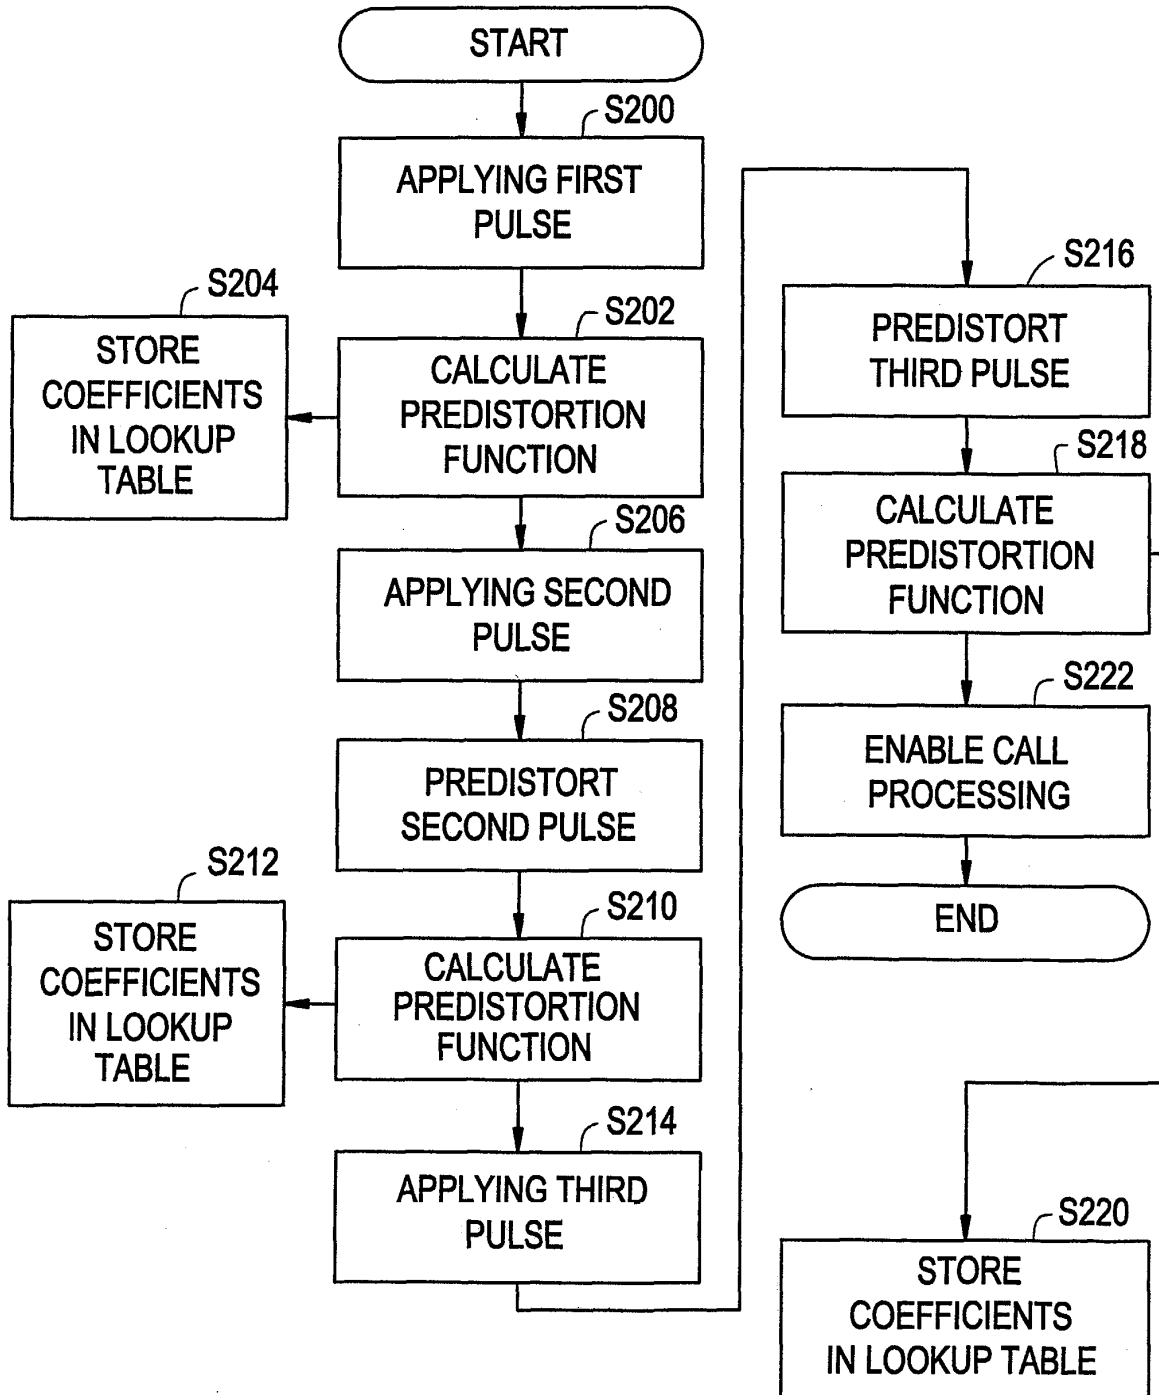 START
S200
APPLYING FIRST
PULSE
S204
STORE
COEFFICIENTS
IN LOOKUP
TABLE
S202
CALCULATE
PREDISTORTION
FUNCTION
S206
APPLYING SECOND
PULSE
S208
PREDISTORT
SECOND PULSE
S212
STORE
COEFFICIENTS
IN LOOKUP
TABLE
S210
CALCULATE
PREDISTORTION
FUNCTION
S214
APPLYING THIRD
PULSE
S216
PREDISTORT
THIRD PULSE
S218
CALCULATE
PREDISTORTION
FUNCTION
S222
ENABLE CALL
PROCESSING
END
S220
STORE
COEFFICIENTS
IN LOOKUP TABLE